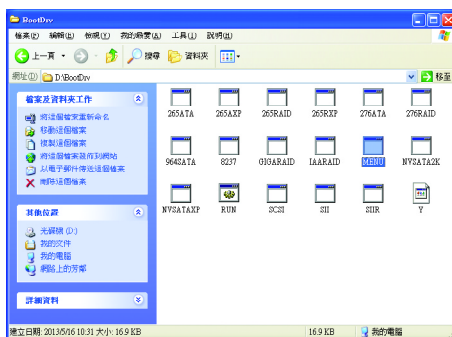 RootDrv
檔案(F) 編輯(E) 檢視(V) 我的最愛(A) 工具(T) 說明(H)
上一頁 搜尋 資料夾
網址(D) D:\BootDrv 移至
檔案及資料夾工作
將這個檔案重新命名
移動這個檔案
複製這個檔案
將這個檔案發佈到網站
以電子郵件傳送這個檔案
刪除這個檔案
其他位置
光碟機 (D:)
我的文件
我的電腦
網路上的芳鄰
詳細資料
265ATA 265AXP 265RAID 265RXP 276ATA 276RAID
964SATA 8237 GIGARAID IAARAID MENU NVSATA2K
NVSATAXP RUN SCSI SII SIIR Y
建立日期: 2013/5/16 10:31 大小: 16.9 KB 16.9 KB 我的電腦